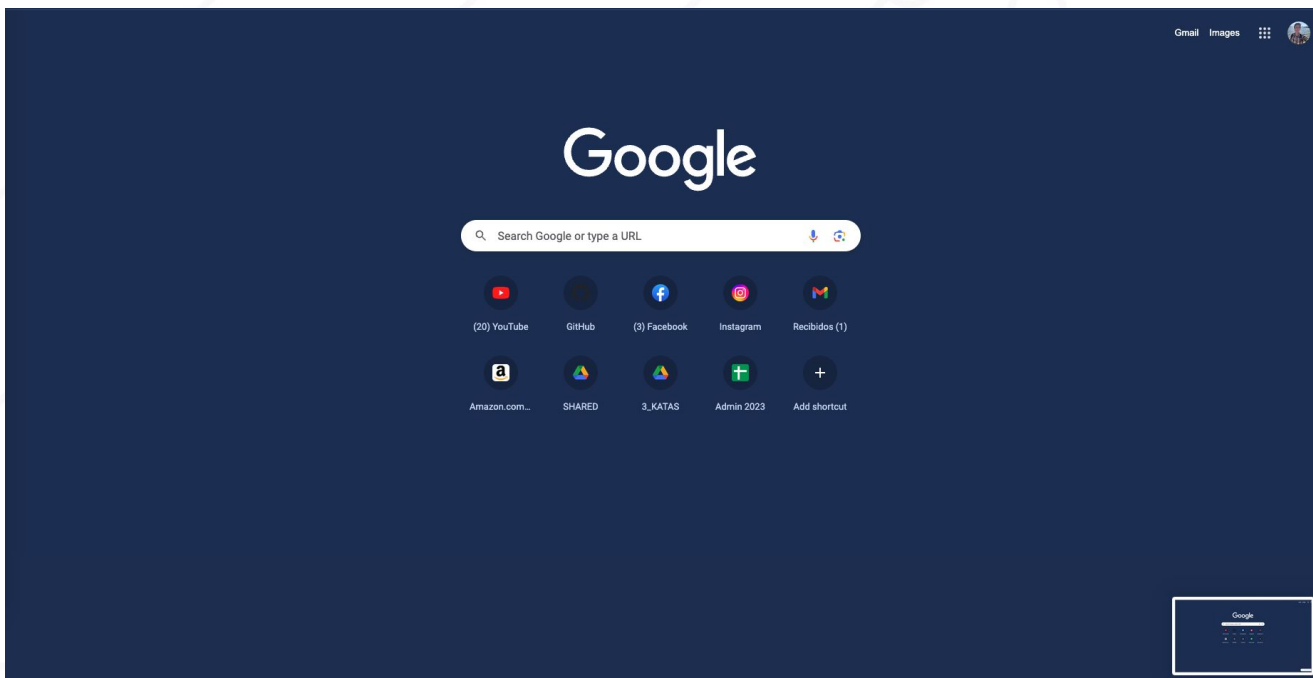 Gmail Images
Google
Search Google or type a URL
(20) YouTube GitHub (3) Facebook Instagram Recibidos (1)
Amazon.com... SHARED 3_KATAS Admin 2023 Add shortcut
Google